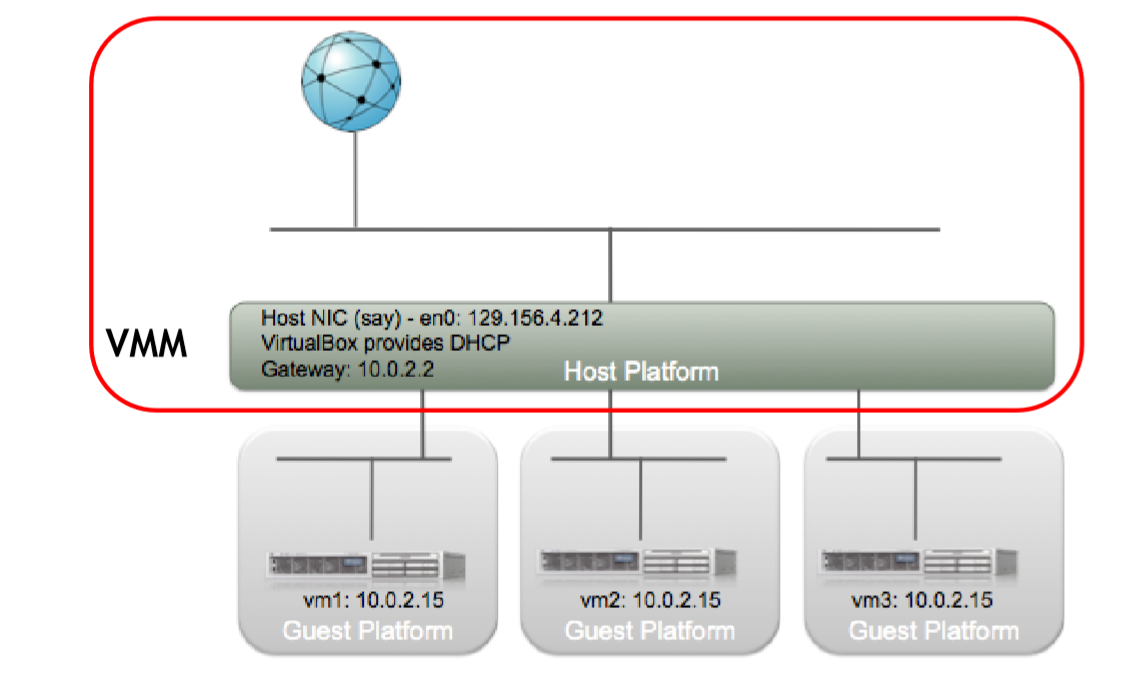 VMM
Host NIC (say) - en0: 129.156.4.212
VirtualBox provides DHCP
Gateway: 10.0.2.2
Host Platform
vm1: 10.0.2.15
Guest Platform
vm2: 10.0.2.15
Guest Platform
vm3: 10.0.2.15
Guest Platform